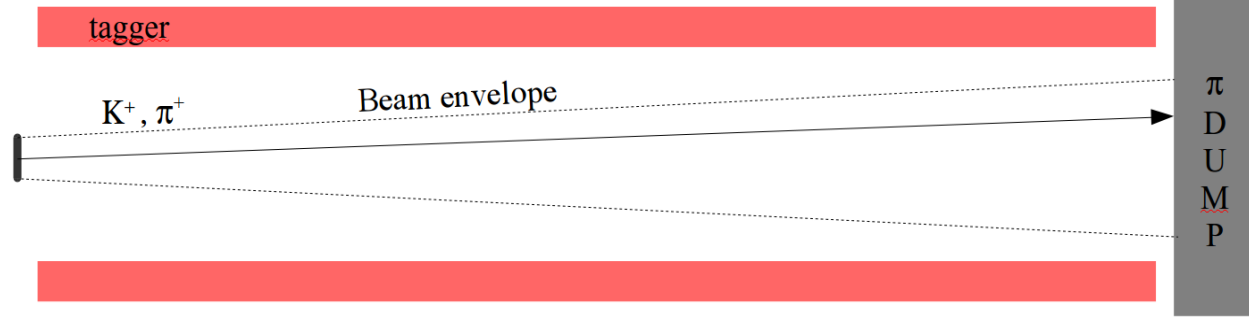 tagger
K⁺ , π⁺
Beam envelope
π
D
U
M
P